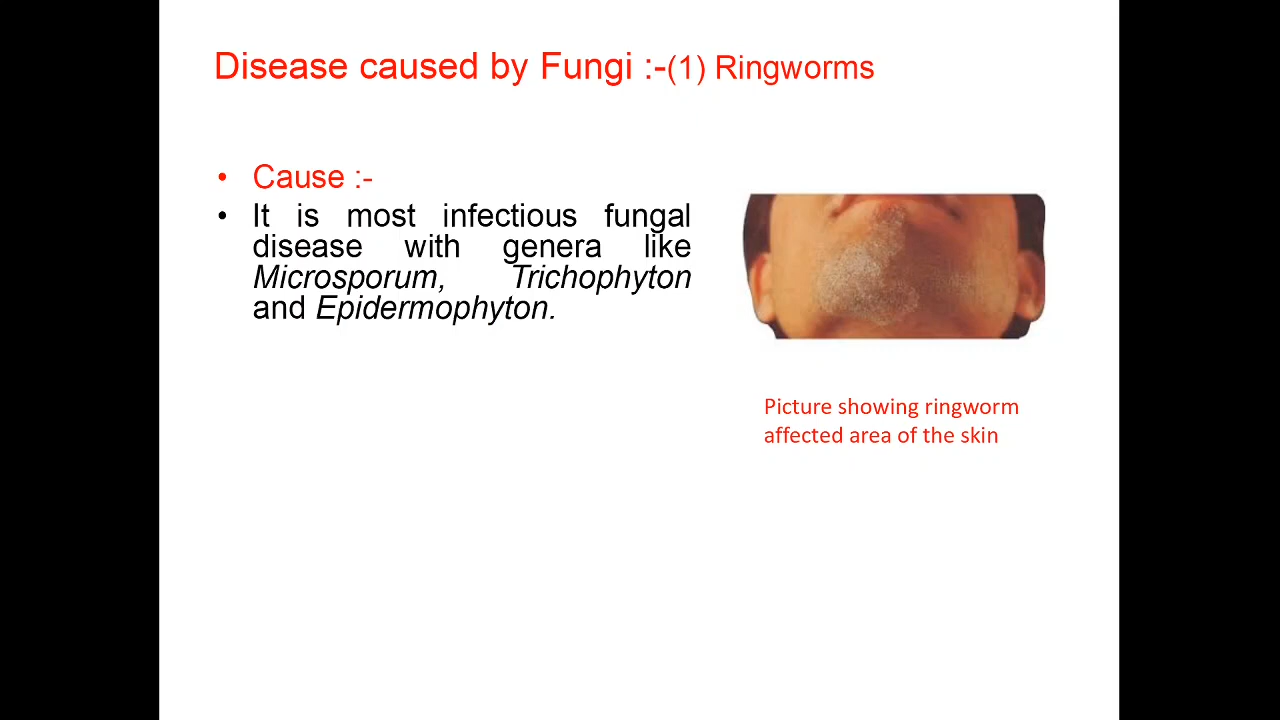 Disease caused by Fungi :-(1) Ringworms
• Cause :-
• It is most infectious fungal
disease with genera like
Microsporum, Trichophyton
and Epidermophyton.
Picture showing ringworm
affected area of the skin